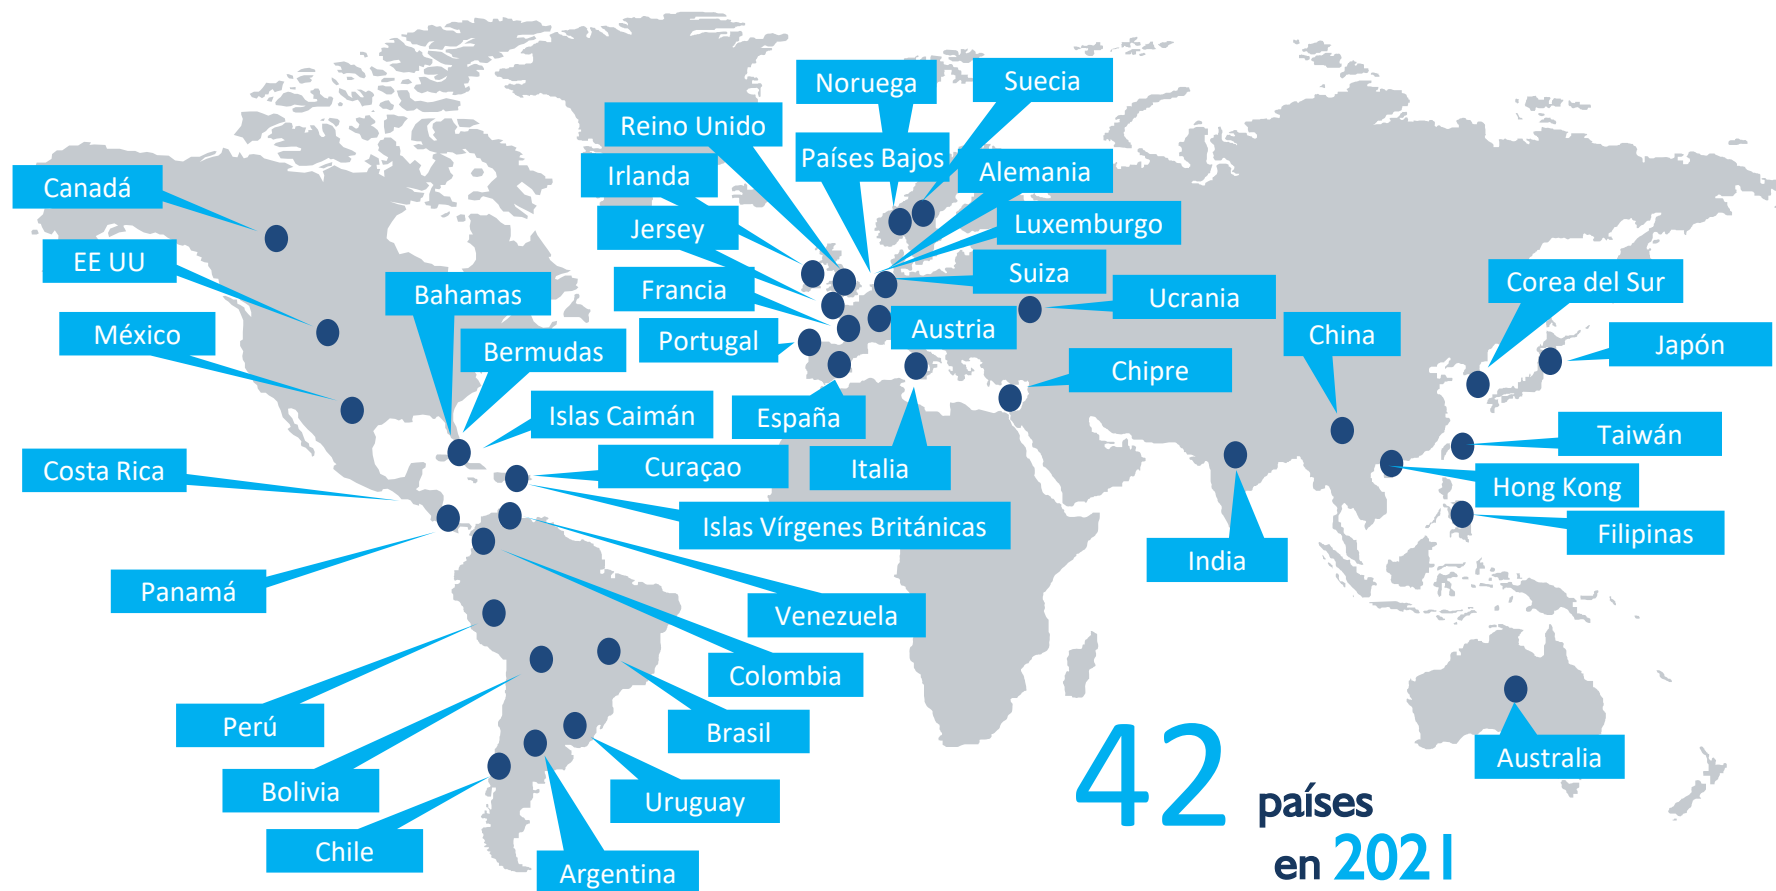 Noruega
Suecia
Reino Unido
Países Bajos
Alemania
Irlanda
Canadá
Jersey
Luxemburgo
EE UU
Suiza
Bahamas
Francia
Ucrania
Corea del Sur
México
Bermudas
Portugal
Austria
China
Japón
Chipre
Islas Caimán
España
Taiwán
Costa Rica
Curaçao
Italia
Hong Kong
Islas Vírgenes Británicas
Filipinas
India
Panamá
Venezuela
Colombia
Perú
Brasil
Australia
Bolivia
Uruguay
Chile
Argentina
42 países
en 2021